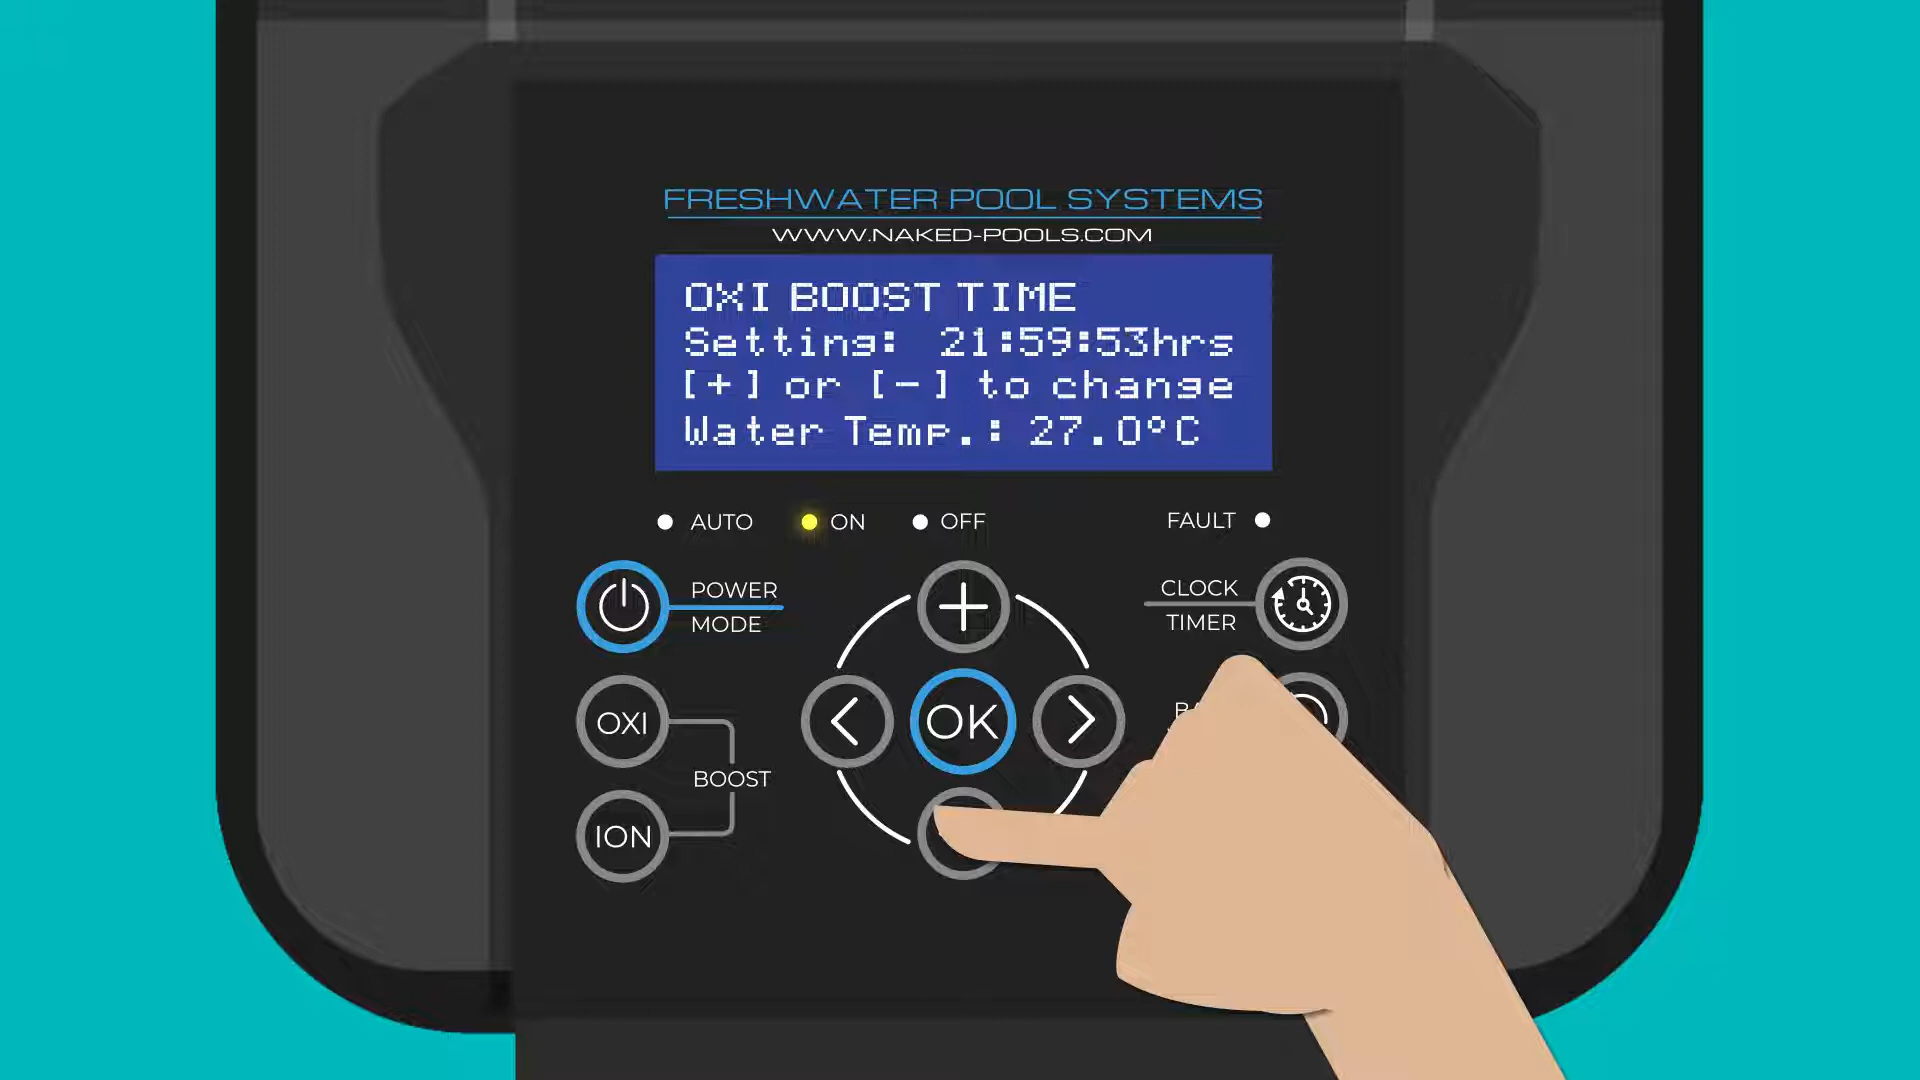 FRESHWATER POOL SYSTEMS
WWW.NAKED-POOLS.COM
OXI BOOST TIME
Setting: 21:59:53hrs
[+] or [-] to change
Water Temp.: 27.0°C
AUTO
ON
OFF
FAULT
POWER
MODE
CLOCK
TIMER
OXI
ION
BOOST
+
<
OK
>